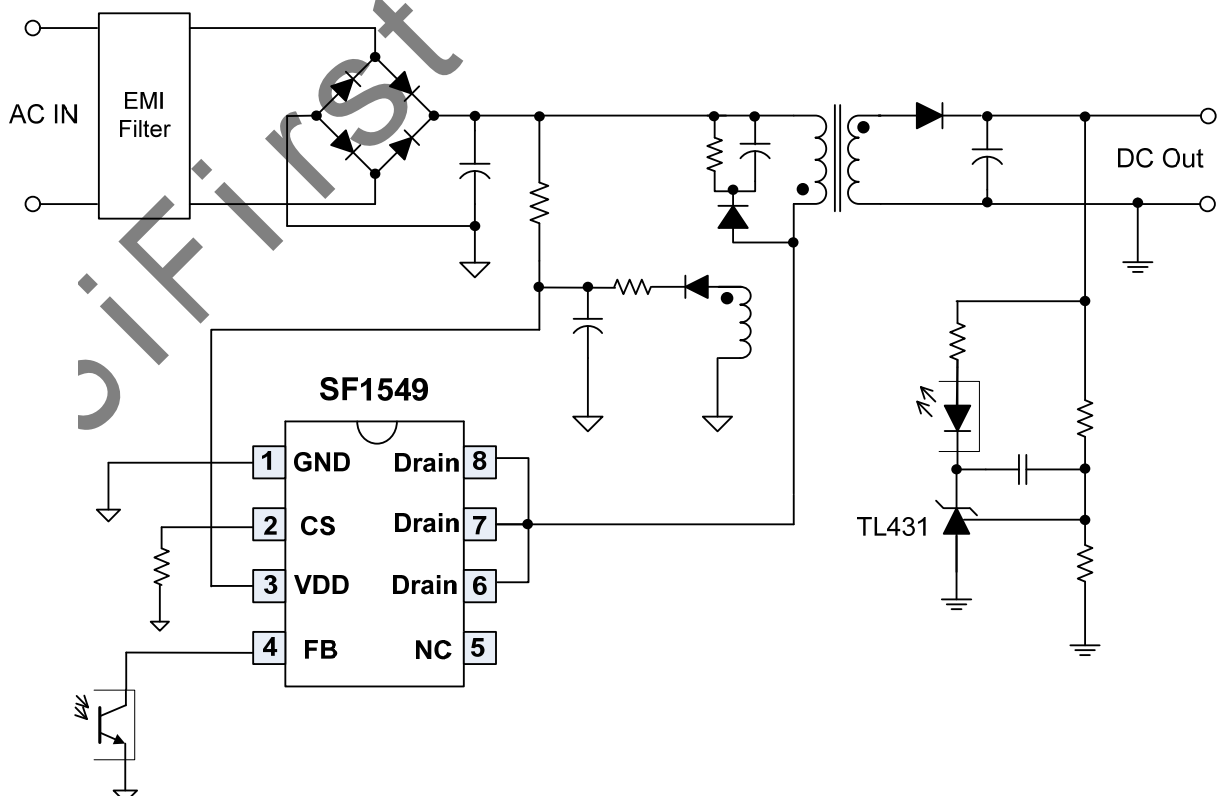 AC IN
EMI
Filter
DC Out
SF1549
1 GND Drain 8
2 CS Drain 7
3 VDD Drain 6
4 FB NC 5
TL431
iFirst